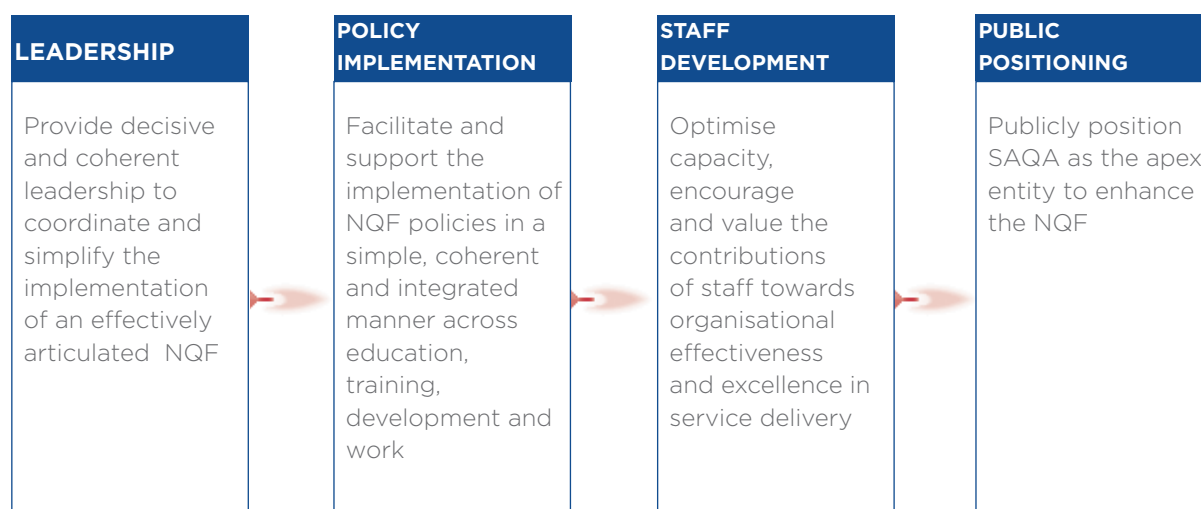 LEADERSHIP
Provide decisive
and coherent
leadership to
coordinate and
simplify the
implementation
of an effectively
articulated  NQF
POLICY
IMPLEMENTATION
Facilitate and
support the
implementation of
NQF policies in a
simple, coherent
and integrated
manner across
education,
training,
development and
work
STAFF
DEVELOPMENT
Optimise
capacity,
encourage
and value the
contributions
of staff towards
organisational
effectiveness
and excellence in
service delivery
PUBLIC
POSITIONING
Publicly position
SAQA as the apex
entity to enhance
the NQF